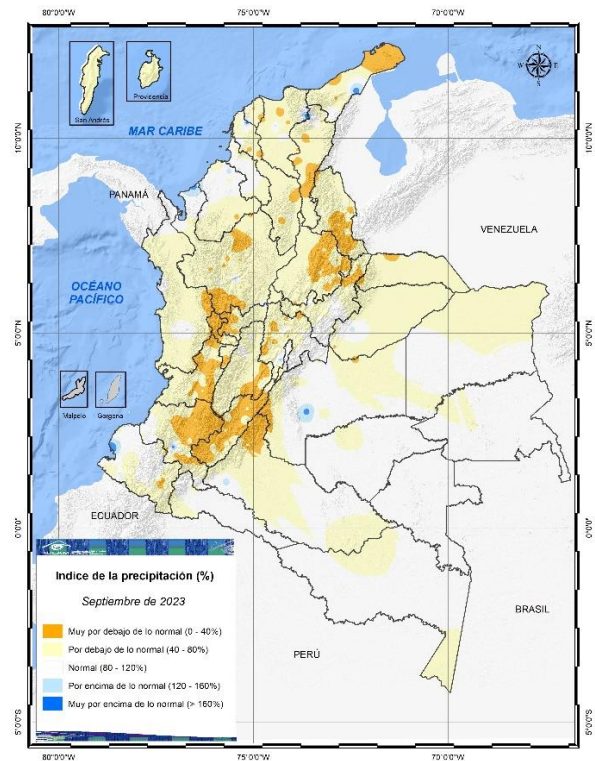 80°0'0"W 75°0'0"W 70°0'0"W
San Andrés
Providencia
N
W E
S
MAR CARIBE
10°0'0"N 10°0'0"N
PANAMÁ
VENEZUELA
OCÉANO
PACÍFICO
5°0'0"N 5°0'0"N
Malpelo Gorgona
ECUADOR
0°0'0" 0°0'0"
Indice de la precipitación (%)
Septiembre de 2023
Muy por debajo de lo normal (0 - 40%)
Por debajo de lo normal (40 - 80%)
Normal (80 - 120%)
Por encima de lo normal (120 - 160%)
Muy por encima de lo normal (> 160%)
BRASIL
PERÚ
5°0'0"S 5°0'0"S
80°0'0"W 75°0'0"W 70°0'0"W